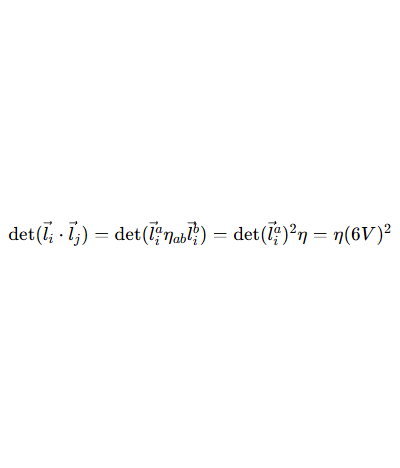 det(\vec{l}_i · \vec{l}_j) = det(\vec{l}_i^a η_{ab} \vec{l}_i^b) = det(\vec{l}_i^a)^2 η = η(6V)^2